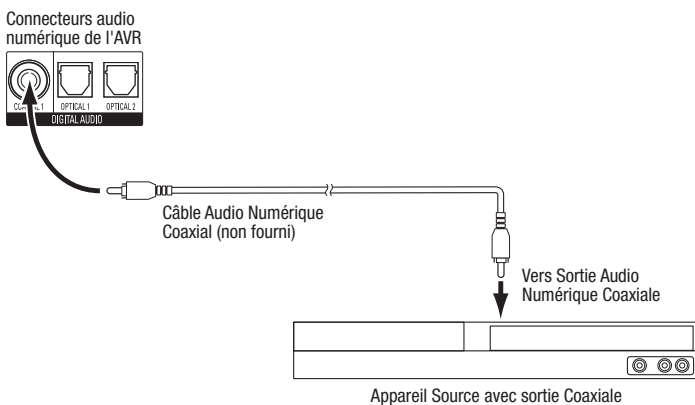 Connecteurs audio
numérique de l'AVR
OPTICAL 1
OPTICAL 2
DIGITAL AUDIO
Câble Audio Numérique
Coaxial (non fourni)
Vers Sortie Audio
Numérique Coaxiale
Appareil Source avec sortie Coaxiale